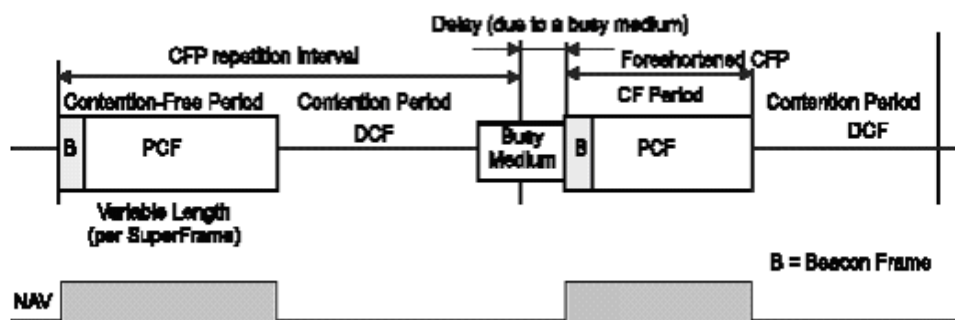 Delay (due to a busy medium)
CFP repetition interval
Foreshortened CFP
Contention-Free Period
Contention Period
CF Period
Contention Period
B
PCF
DCF
Busy
Medium
B
PCF
DCF
Variable Length
(per SuperFrame)
B = Beacon Frame
NAV